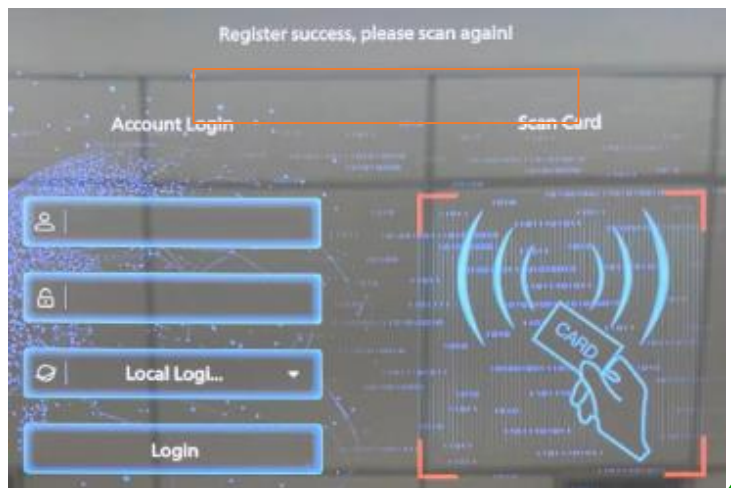 Register success, please scan again!
Account Login
Scan Card
Local Logi...
Login
CARD